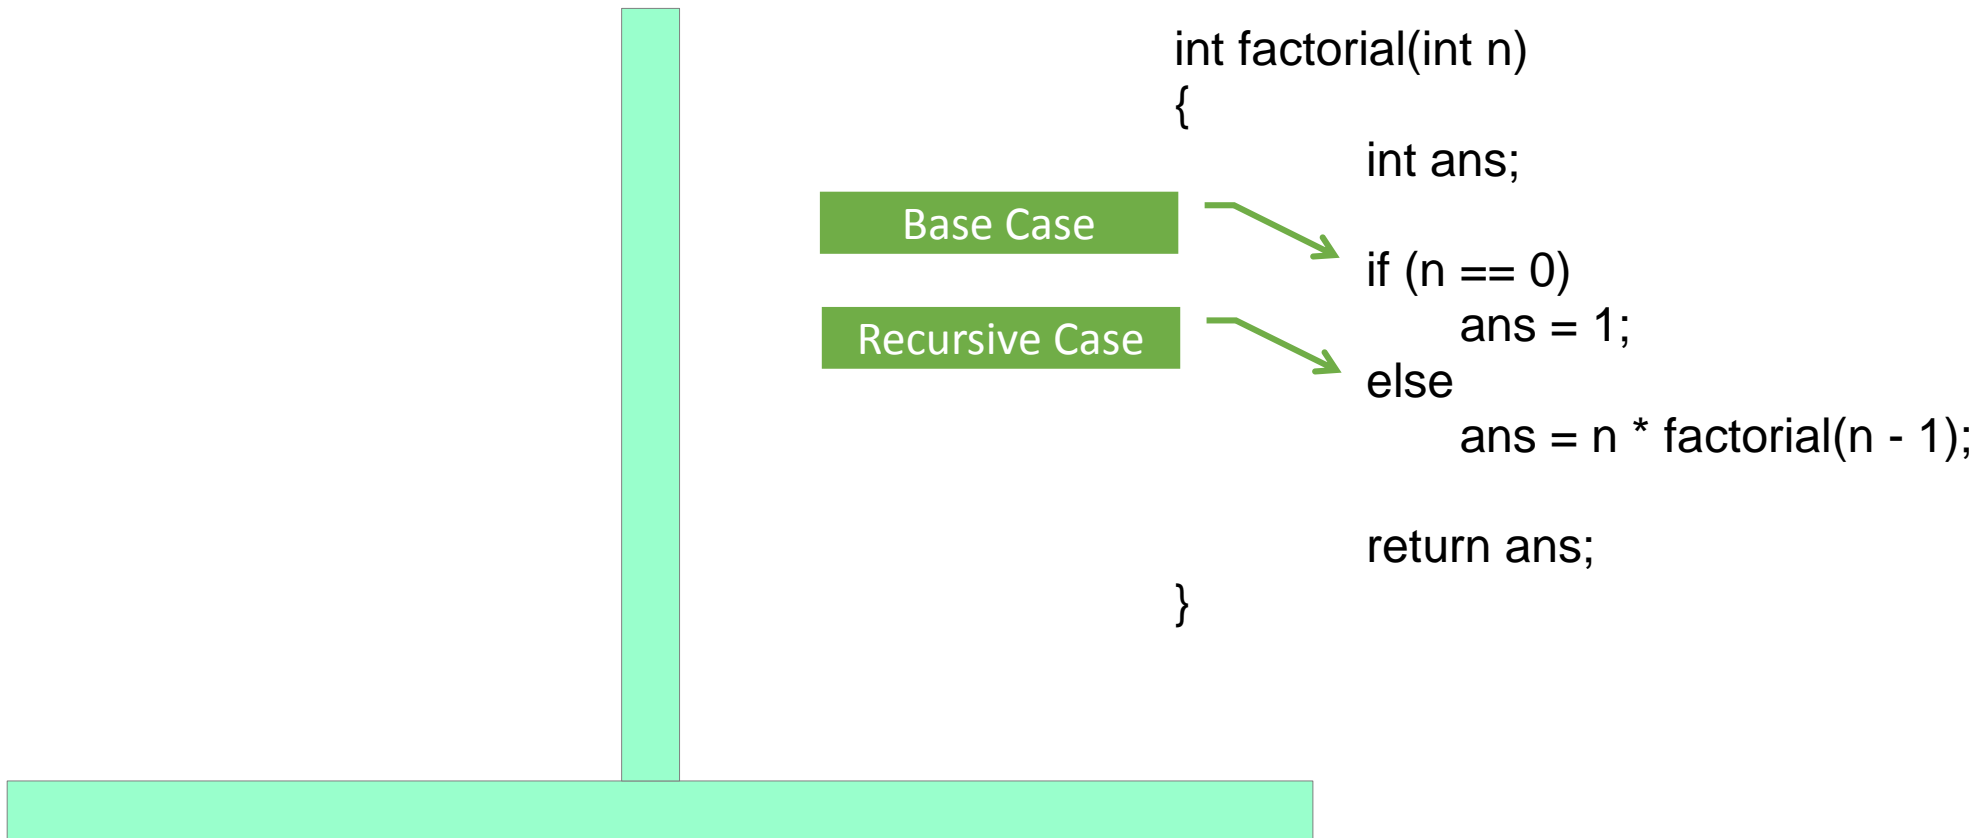 int factorial(int n)
{
int ans;
Base Case
if (n == 0)
ans = 1;
Recursive Case
else
ans = n * factorial(n - 1);
return ans;
}